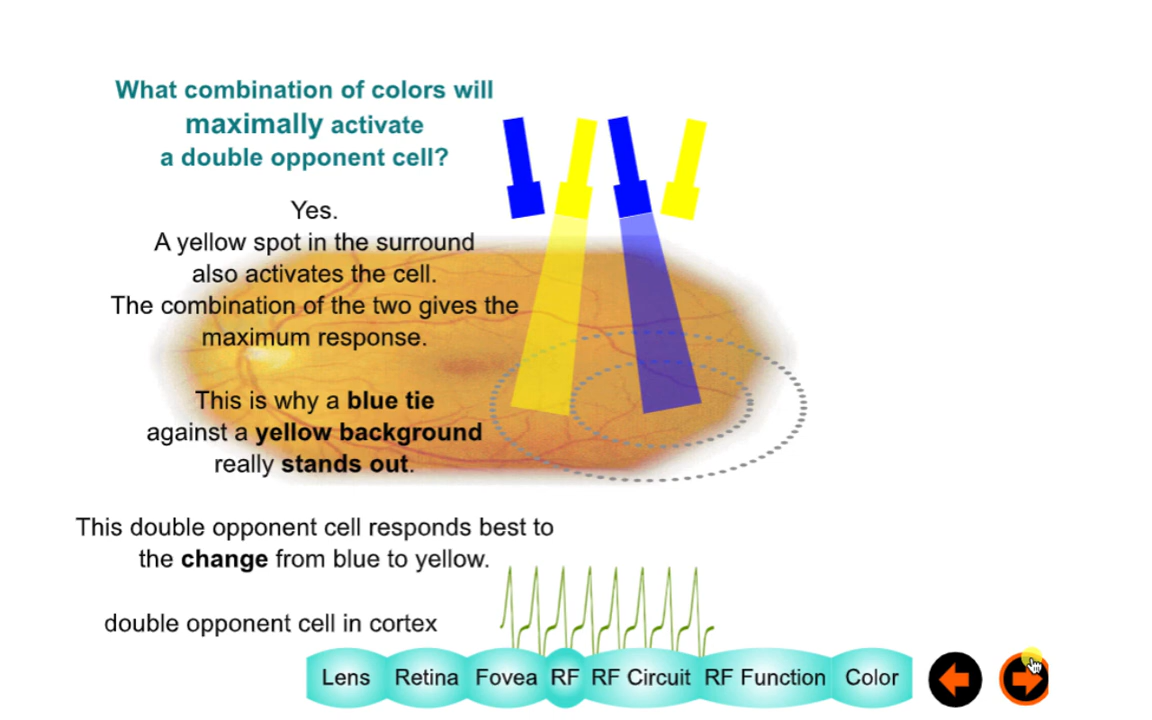 What combination of colors will
maximally activate
a double opponent cell?
Yes.
A yellow spot in the surround
also activates the cell.
The combination of the two gives the
maximum response.
This is why a blue tie
against a yellow background
really stands out.
This double opponent cell responds best to
the change from blue to yellow.
double opponent cell in cortex
Lens Retina Fovea RF RF Circuit RF Function Color